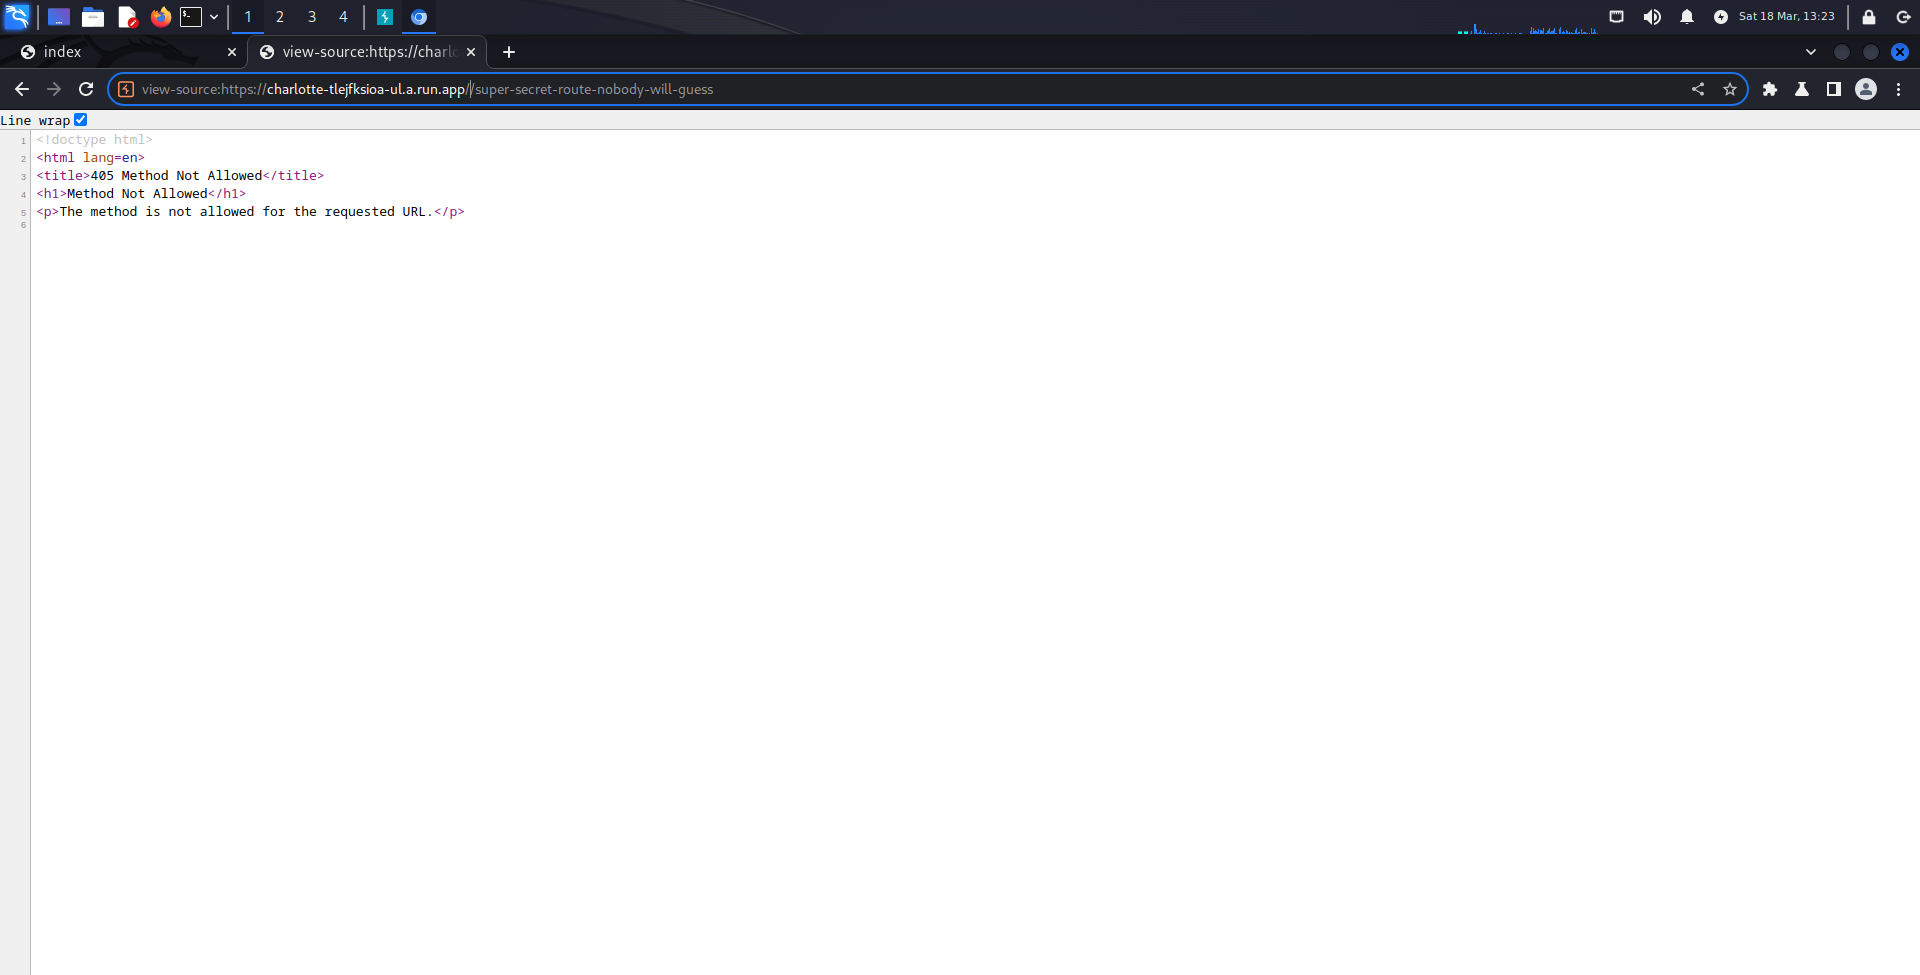 1 2 3 4 Sat 18 Mar, 13:23
index view-source:https://charlo
view-source:https://charlotte-tlejfksioa-ul.a.run.app//super-secret-route-nobody-will-guess
Line wrap
1 <!doctype html>
2 <html lang=en>
3 <title>405 Method Not Allowed</title>
4 <h1>Method Not Allowed</h1>
5 <p>The method is not allowed for the requested URL.</p>
6